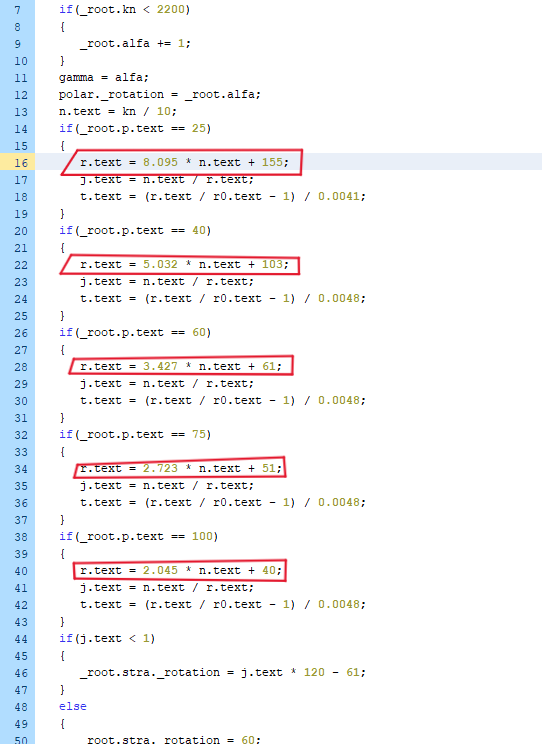 7 if(_root.kn < 2200)
8 {
9 _root.alfa += 1;
10 }
11 gamma = alfa;
12 polar._rotation = _root.alfa;
13 n.text = kn / 10;
14 if(_root.p.text == 25)
15 {
16 r.text = 8.095 * n.text + 155;
17 j.text = n.text / r.text;
18 t.text = (r.text / r0.text - 1) / 0.0041;
19 }
20 if(_root.p.text == 40)
21 {
22 r.text = 5.032 * n.text + 103;
23 j.text = n.text / r.text;
24 t.text = (r.text / r0.text - 1) / 0.0048;
25 }
26 if(_root.p.text == 60)
27 {
28 r.text = 3.427 * n.text + 61;
29 j.text = n.text / r.text;
30 t.text = (r.text / r0.text - 1) / 0.0048;
31 }
32 if(_root.p.text == 75)
33 {
34 r.text = 2.723 * n.text + 51;
35 j.text = n.text / r.text;
36 t.text = (r.text / r0.text - 1) / 0.0048;
37 }
38 if(_root.p.text == 100)
39 {
40 r.text = 2.045 * n.text + 40;
41 j.text = n.text / r.text;
42 t.text = (r.text / r0.text - 1) / 0.0048;
43 }
44 if(j.text < 1)
45 {
46 _root.stra._rotation = j.text * 120 - 61;
47 }
48 else
49 {
50 _root.stra._rotation = 60;